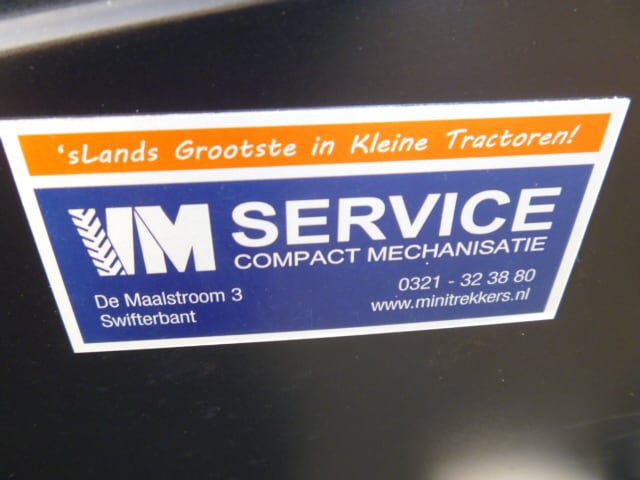 'sLands Grootste in Kleine Tractoren!
VM SERVICE
COMPACT MECHANISATIE
De Maalstroom 3
Swifterbant
0321 - 32 38 80
www.minitrekkers.nl